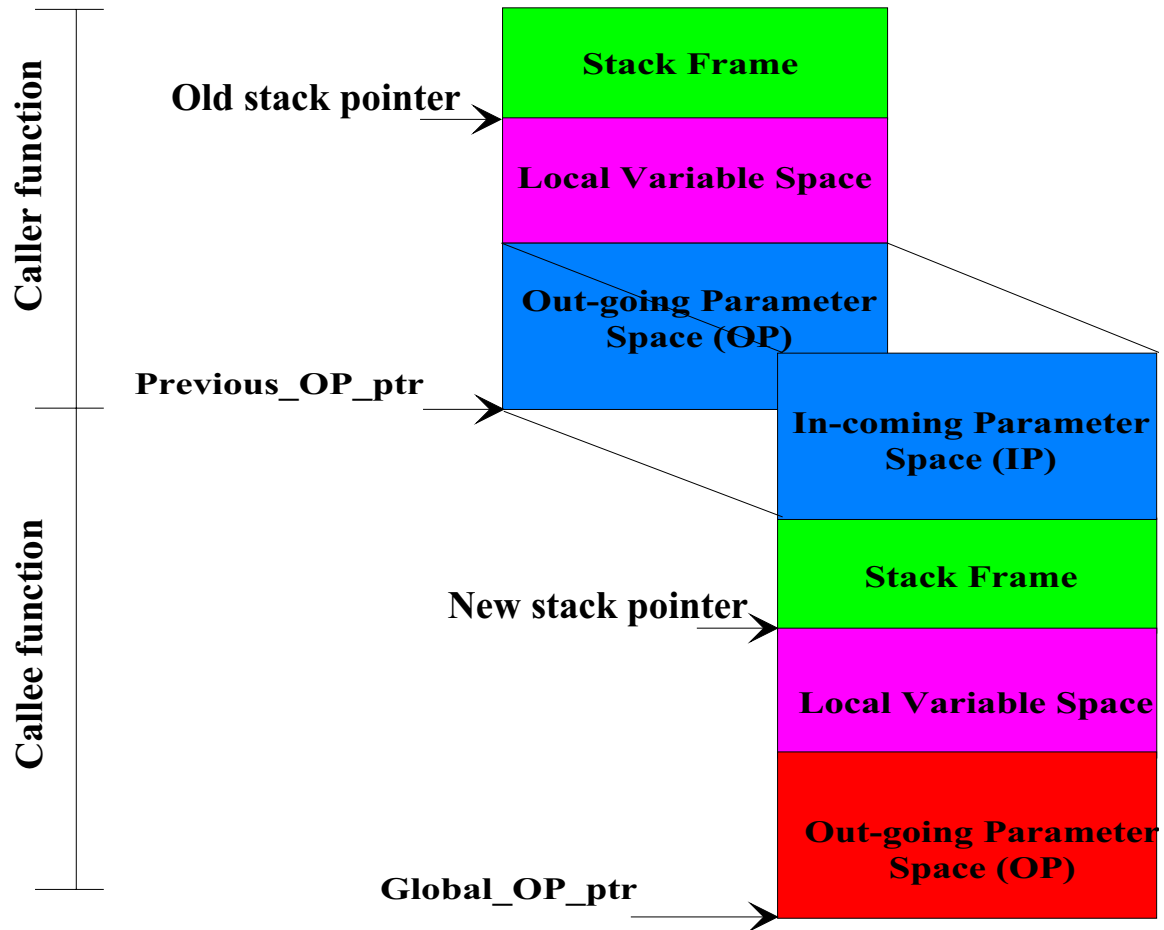 Caller function
Stack Frame
Old stack pointer
Local Variable Space
Out-going Parameter
Space (OP)
Previous_OP_ptr
In-coming Parameter
Space (IP)
Callee function
Stack Frame
New stack pointer
Local Variable Space
Out-going Parameter
Space (OP)
Global_OP_ptr